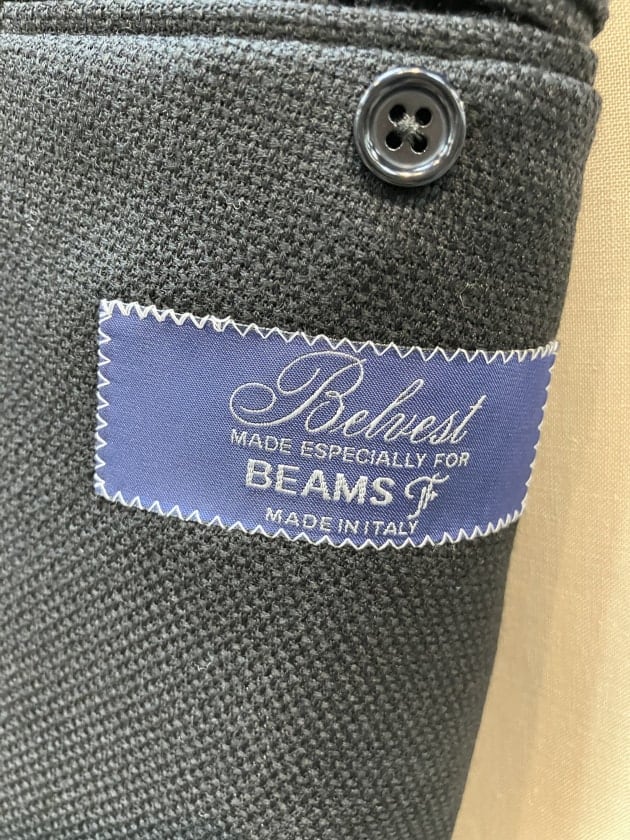 Belvest
MADE ESPECIALLY FOR
BEAMS F
MADE IN ITALY